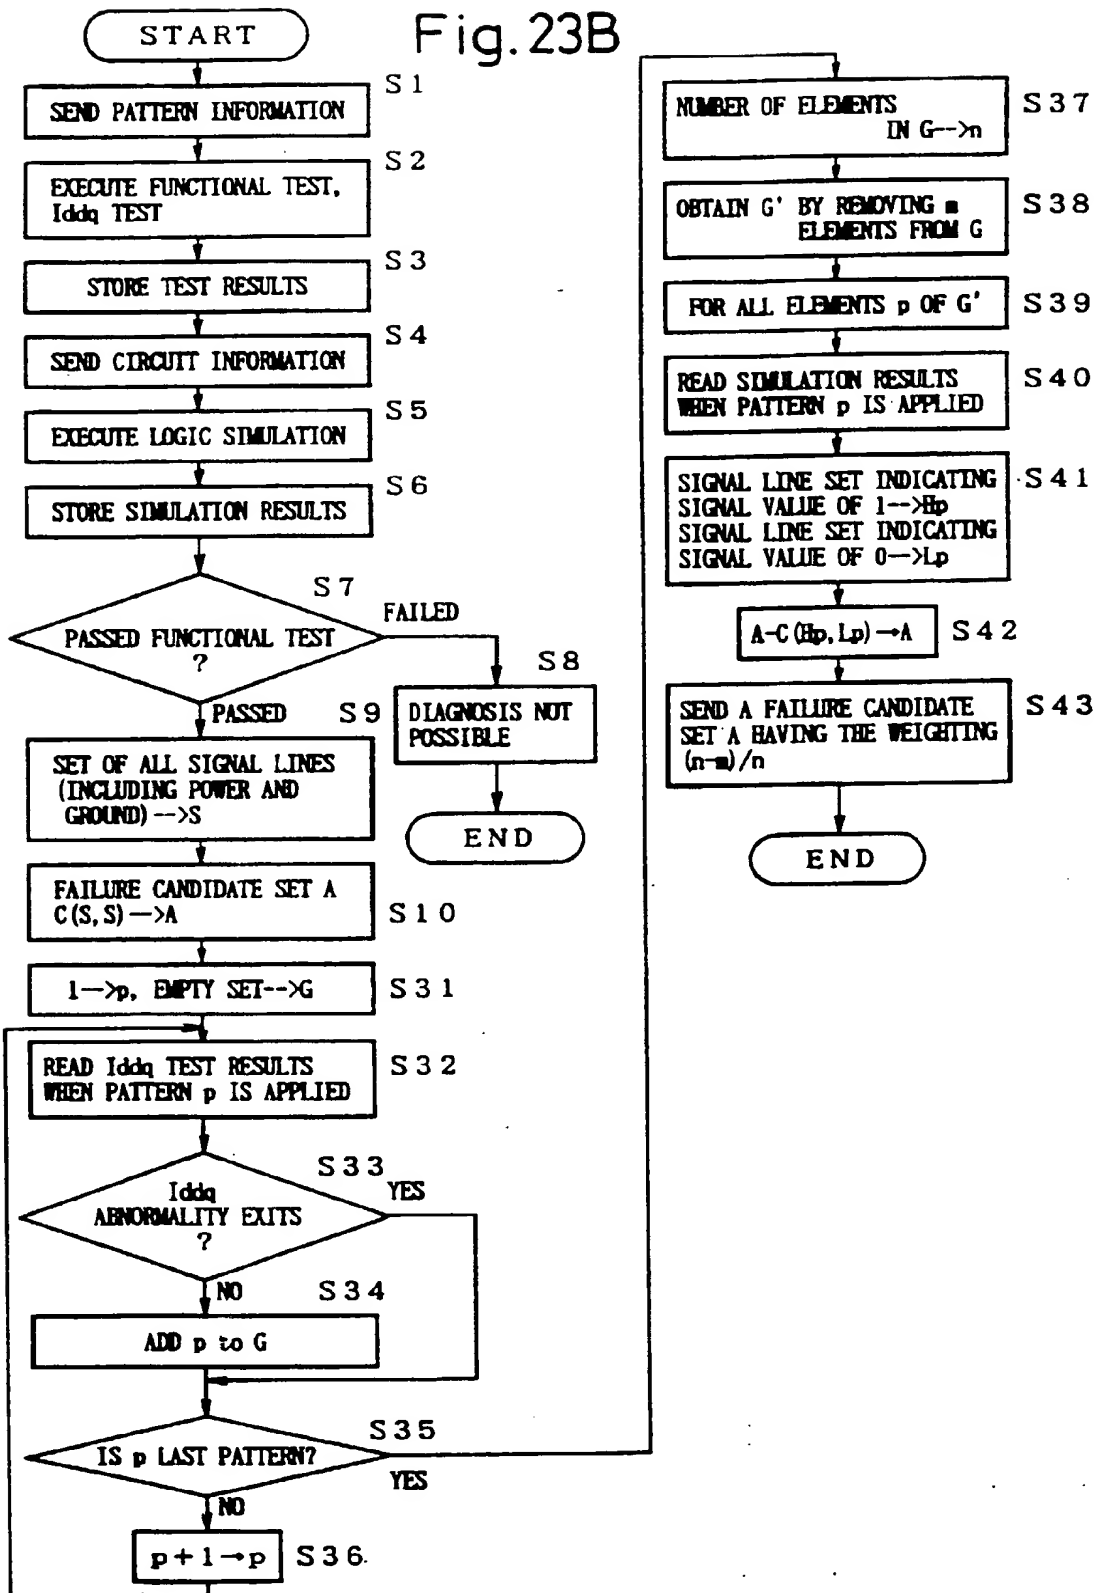 Fig. 23B
START
S1
SEND PATTERN INFORMATION
S2
EXECUTE FUNCTIONAL TEST,
Iddq TEST
S3
STORE TEST RESULTS
S4
SEND CIRCUIT INFORMATION
S5
EXECUTE LOGIC SIMULATION
S6
STORE SIMULATION RESULTS
S7
PASSED FUNCTIONAL TEST
?
FAILED
S8
DIAGNOSIS NOT
POSSIBLE
END
PASSED
S9
SET OF ALL SIGNAL LINES
(INCLUDING POWER AND
GROUND)-->S
FAILURE CANDIDATE SET A
C(S,S)-->A
S10
1-->p, EMPTY SET-->G
S31
READ Iddq TEST RESULTS
WHEN PATTERN p IS APPLIED
S32
S33
Iddq
ABNORMALITY EXITS
?
YES
NO
S34
ADD p to G
S35
IS p LAST PATTERN?
YES
NO
p+1→p
S36
NUMBER OF ELEMENTS
IN G-->n
S37
OBTAIN G' BY REMOVING m
ELEMENTS FROM G
S38
FOR ALL ELEMENTS p OF G'
S39
READ SIMULATION RESULTS
WHEN PATTERN p IS APPLIED
S40
SIGNAL LINE SET INDICATING
SIGNAL VALUE OF 1-->Hp
SIGNAL LINE SET INDICATING
SIGNAL VALUE OF 0-->Lp
S41
A-C(Hp,Lp)→A
S42
SEND A FAILURE CANDIDATE
SET A HAVING THE WEIGHTING
(n-m)/n
S43
END